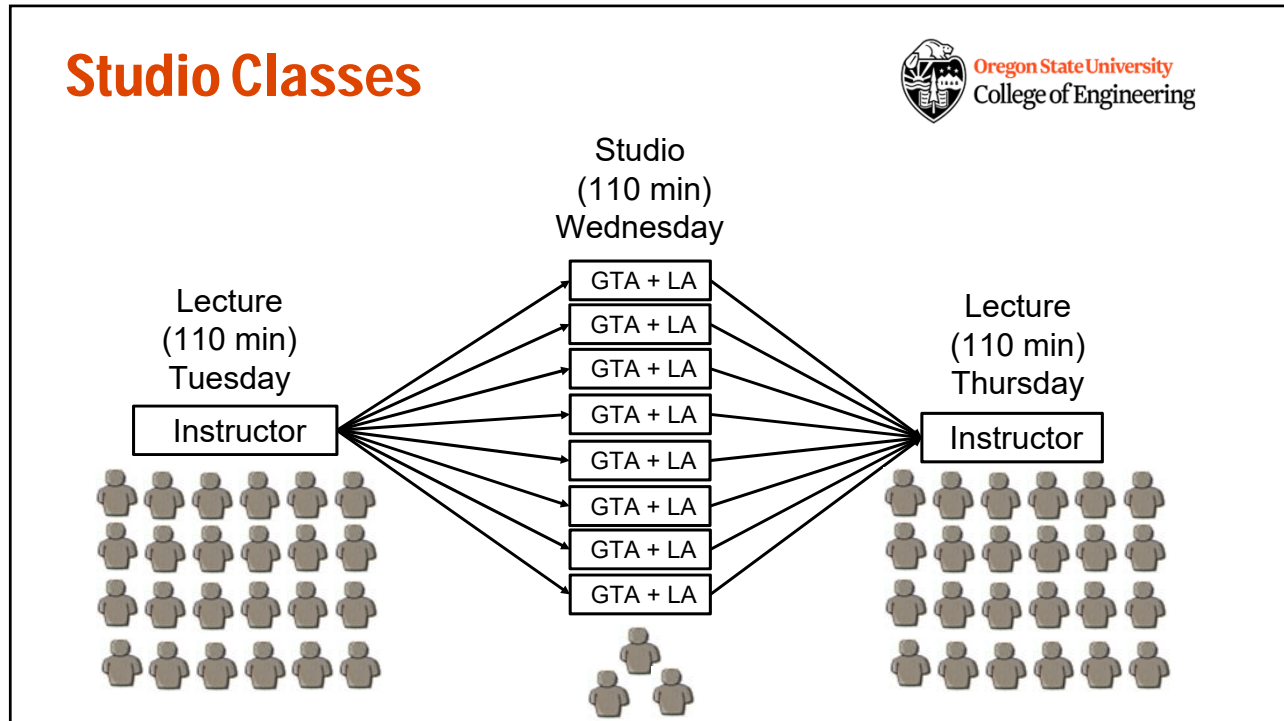 Studio Classes
Oregon State University
College of Engineering
Studio
(110 min)
Wednesday
Lecture
(110 min)
Tuesday
Instructor
GTA + LA
GTA + LA
GTA + LA
GTA + LA
GTA + LA
GTA + LA
GTA + LA
GTA + LA
Lecture
(110 min)
Thursday
Instructor